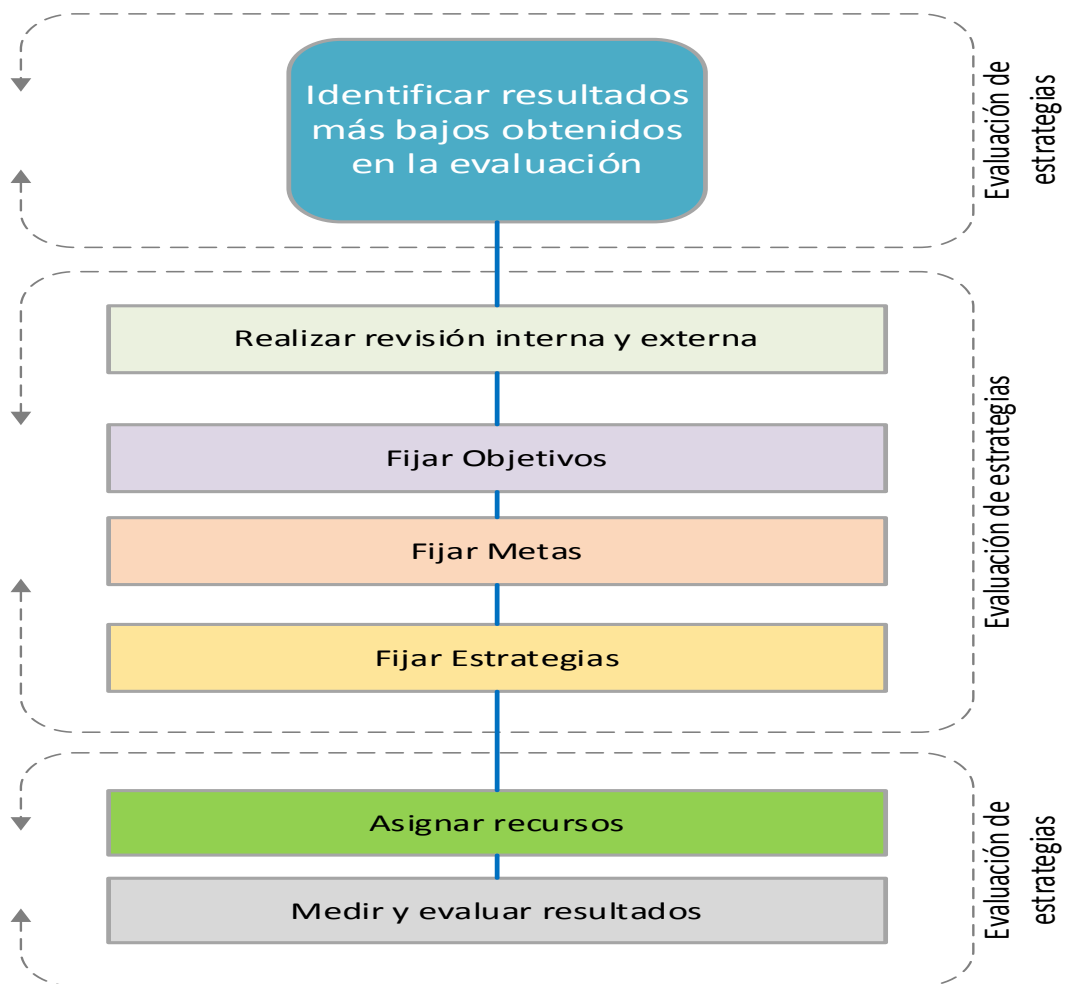 Identificar resultados
más bajos obtenidos
en la evaluación
Evaluación de
estrategias
Realizar revisión interna y externa
Fijar Objetivos
Fijar Metas
Fijar Estrategias
Evaluación de estrategias
Asignar recursos
Medir y evaluar resultados
Evaluación de
estrategias